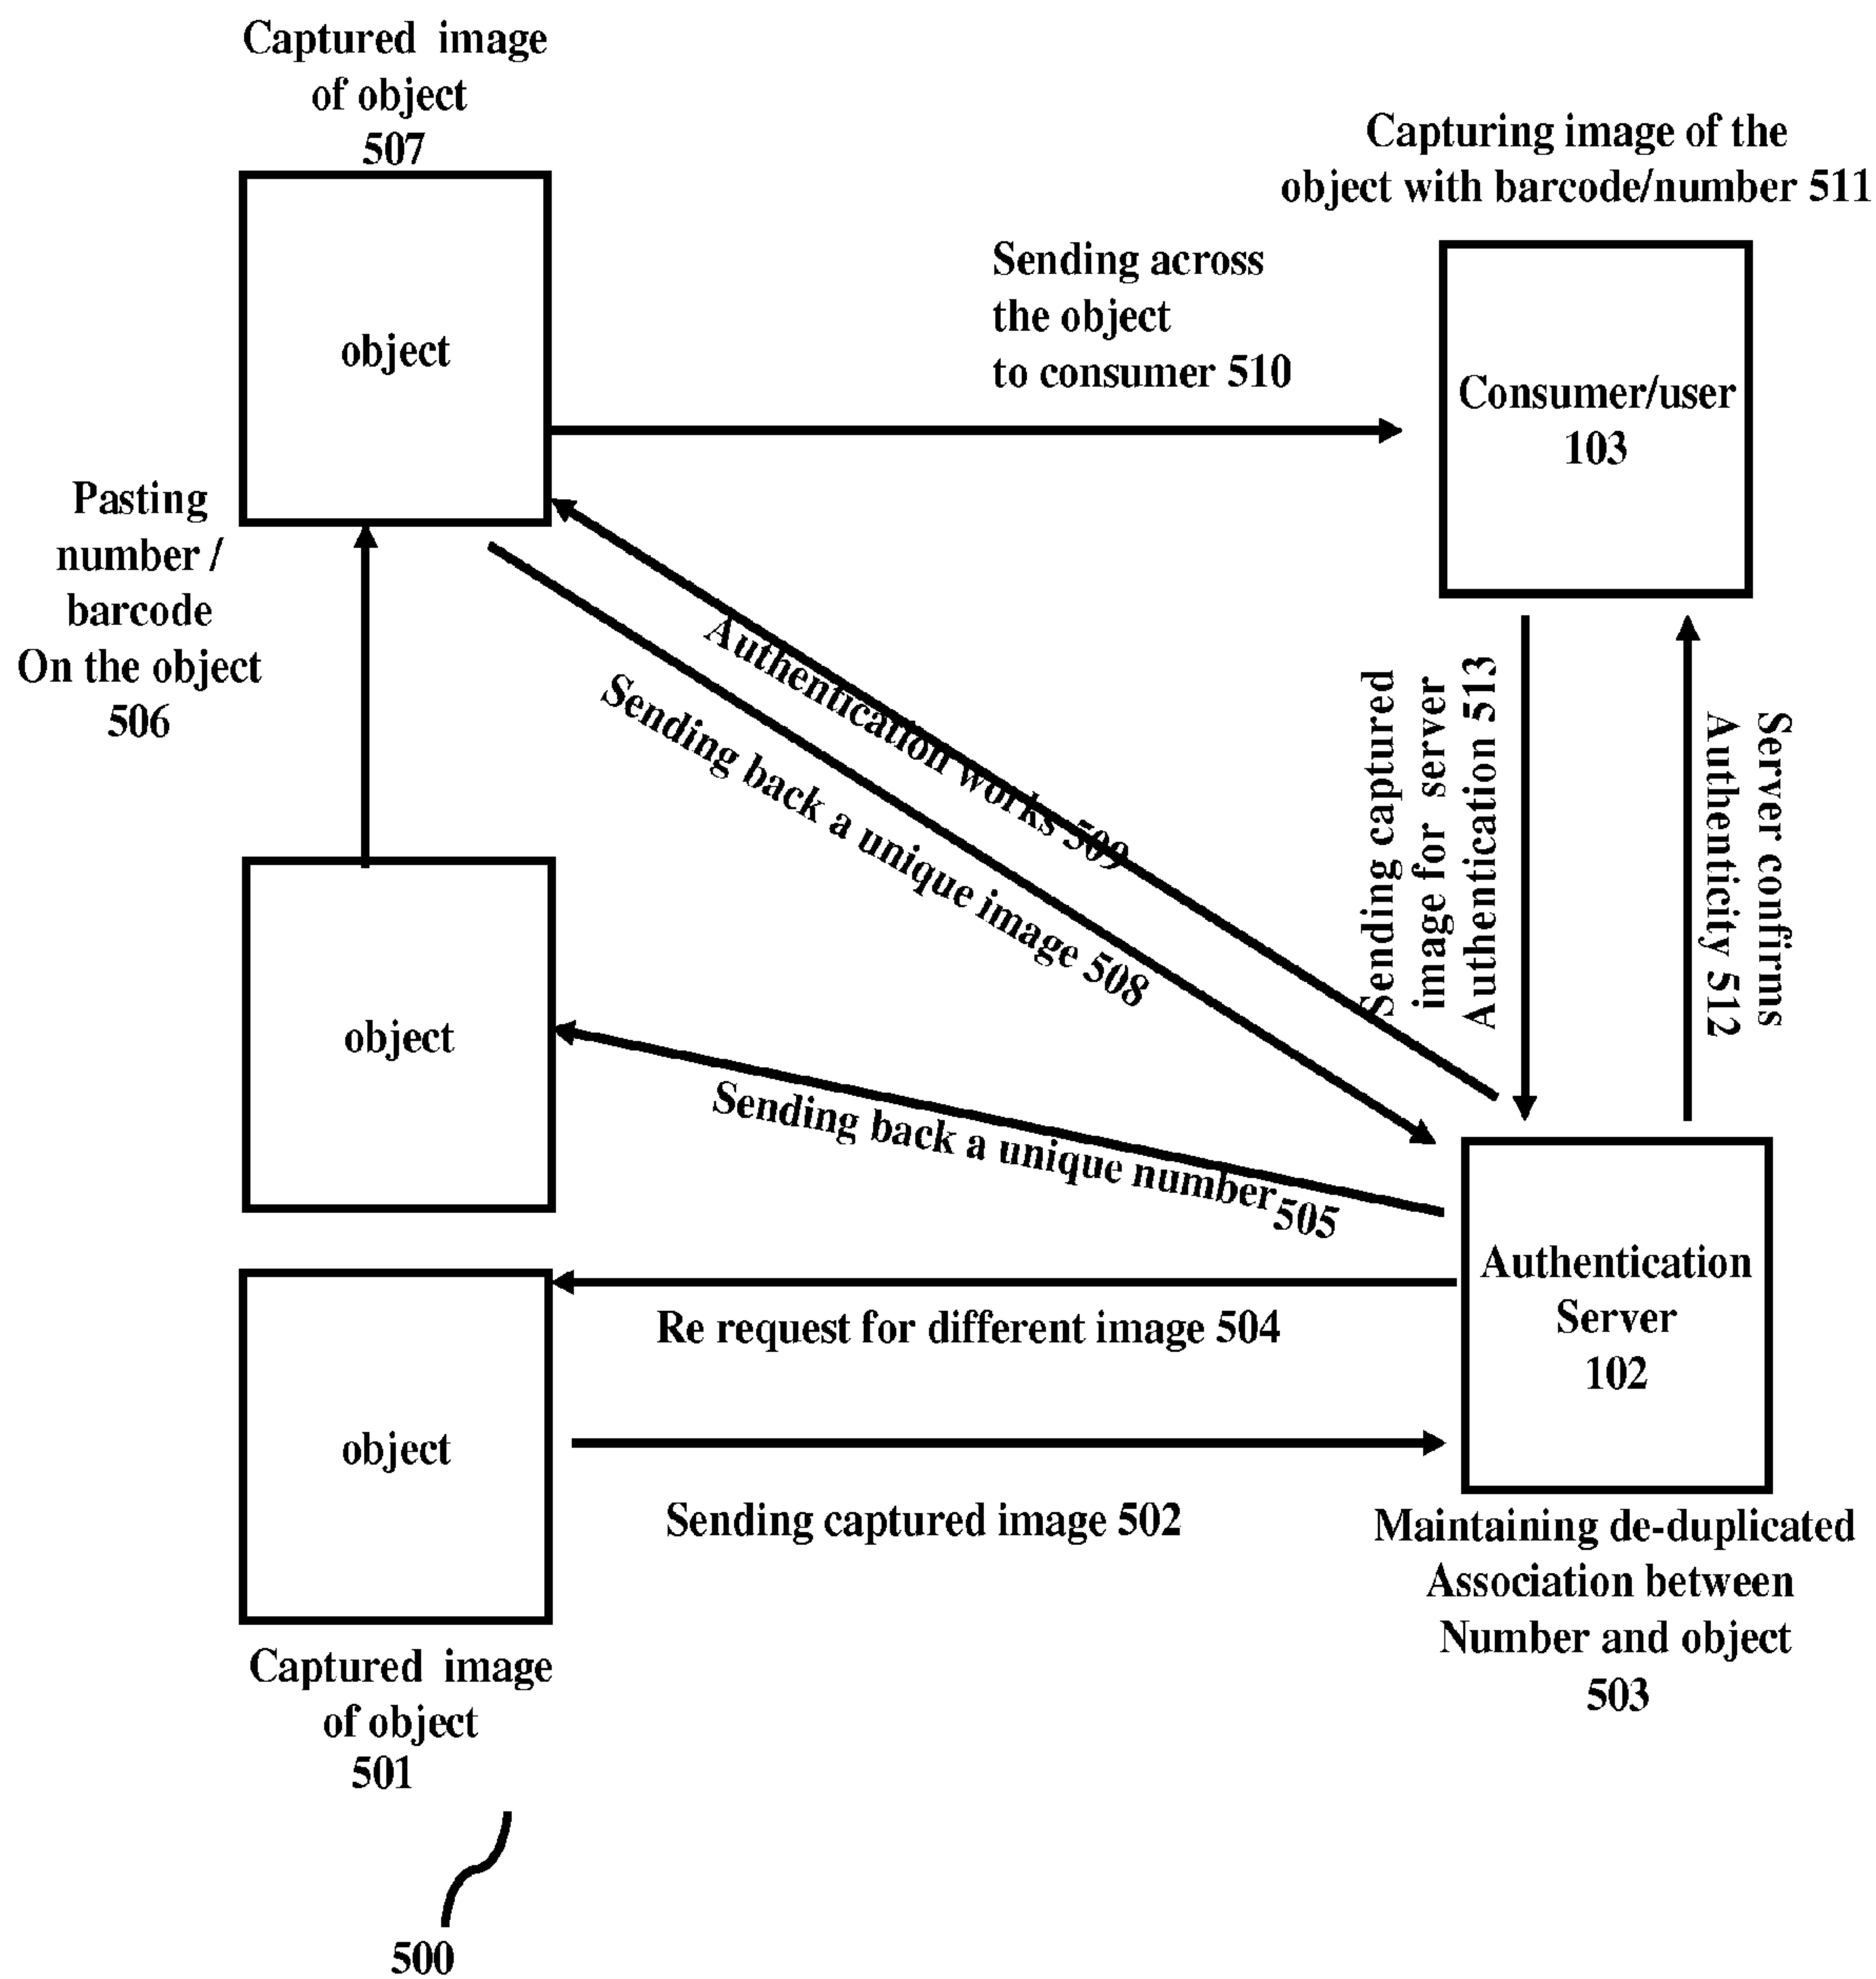 Captured image
of object
507
object
Capturing image of the
object with barcode/number 511
Sending across
the object
to consumer 510
Consumer/user
103
Pasting
number /
barcode
On the object
506
Authentication works 509
Sending back a unique image 508
Sending captured
image for server
Authentication 513
Server confirms
Authenticity 512
object
Sending back a unique number 505
Authentication
Server
102
Re request for different image 504
object
Sending captured image 502
Maintaining de-duplicated
Association between
Number and object
503
Captured image
of object
501
500